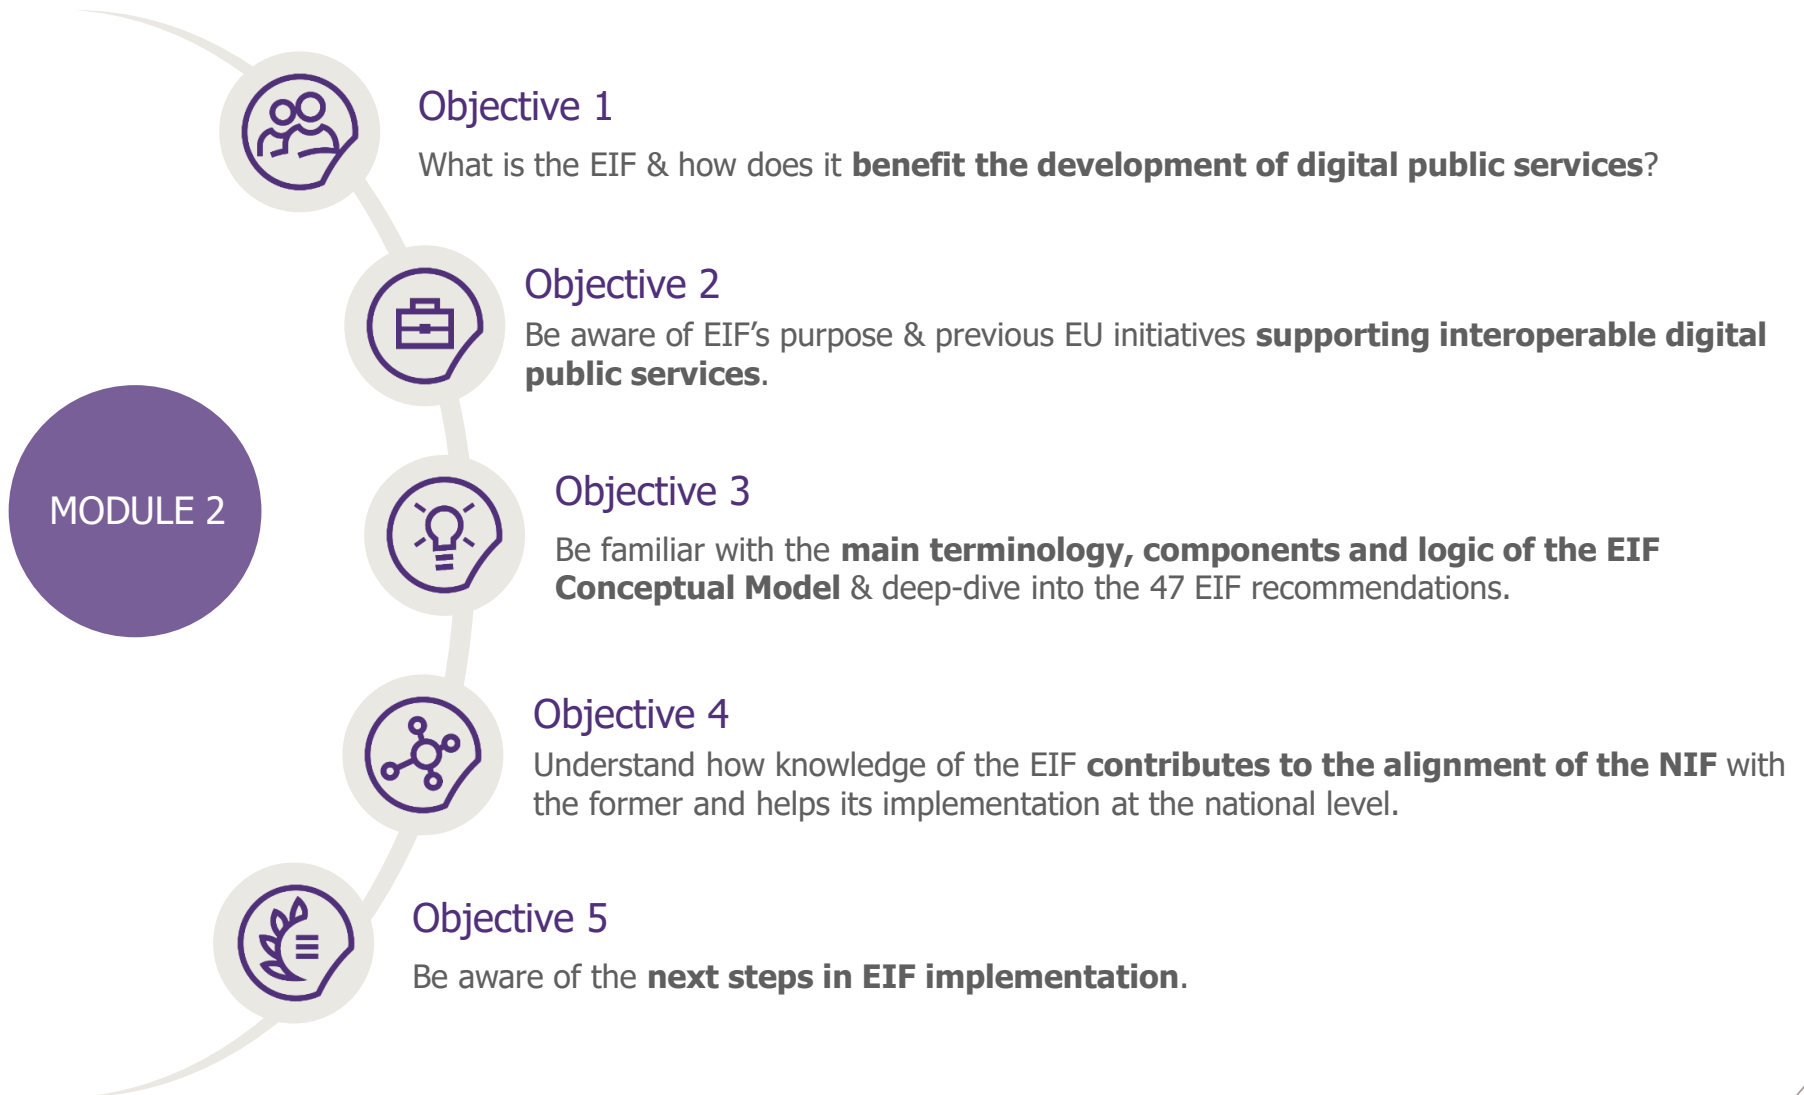 Objective 1
What is the EIF & how does it benefit the development of digital public services?
Objective 2
Be aware of EIF’s purpose & previous EU initiatives supporting interoperable digital
public services.
MODULE 2
Objective 3
Be familiar with the main terminology, components and logic of the EIF
Conceptual Model & deep-dive into the 47 EIF recommendations.
Objective 4
Understand how knowledge of the EIF contributes to the alignment of the NIF with
the former and helps its implementation at the national level.
Objective 5
Be aware of the next steps in EIF implementation.